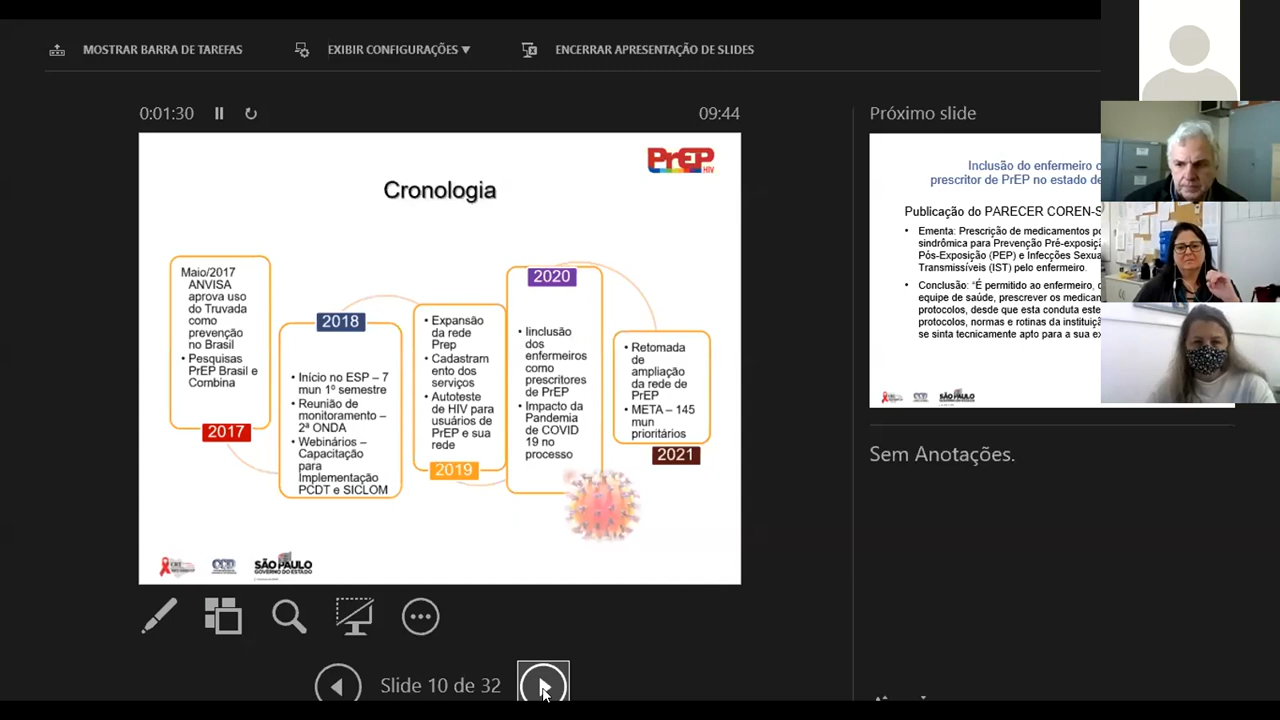 MOSTRAR BARRA DE TAREFAS
EXIBIR CONFIGURAÇÕES ▼
ENCERRAR APRESENTAÇÃO DE SLIDES
0:01:30
09:44
PrEP
HIV
Cronologia
Maio/2017
ANVISA
aprova uso
do Truvada
como
prevenção
no Brasil
• Pesquisas
PrEP Brasil e
Combina
2017
2018
• Início no ESP – 7
mun 1º semestre
• Reunião de
monitoramento –
2ª ONDA
• Webinários –
Capacitação
para
Implementação
PCDT e SICLOM
• Expansão
da rede
Prep
• Cadastram
ento dos
serviços
• Autoteste
de HIV para
usuários de
PrEP e sua
rede
2019
2020
• Iinclusão
dos
enfermeiros
como
prescritores
de PrEP
• Impacto da
Pandemia
de COVID
19 no
processo
• Retomada
de
ampliação
da rede de
PrEP
• META – 145
mun
prioritários
2021
SÃO PAULO
GOVERNO DO ESTADO
Slide 10 de 32
Próximo slide
Inclusão do enfermeiro
prescritor de PrEP no estado de
Publicação do PARECER COREN-S
• Ementa: Prescrição de medicamentos
sindrômica para Prevenção Pré-exposição
Pós-Exposição (PEP) e Infecções
Transmissíveis (IST) pelo enfermeiro.
• Conclusão: "É permitido ao enfermeiro,
equipe de saúde, prescrever os
protocolos, desde que esta conduta
protocolos, normas e rotinas da
se sinta tecnicamente apto para a sua
SÃO PAULO
Sem Anotações.